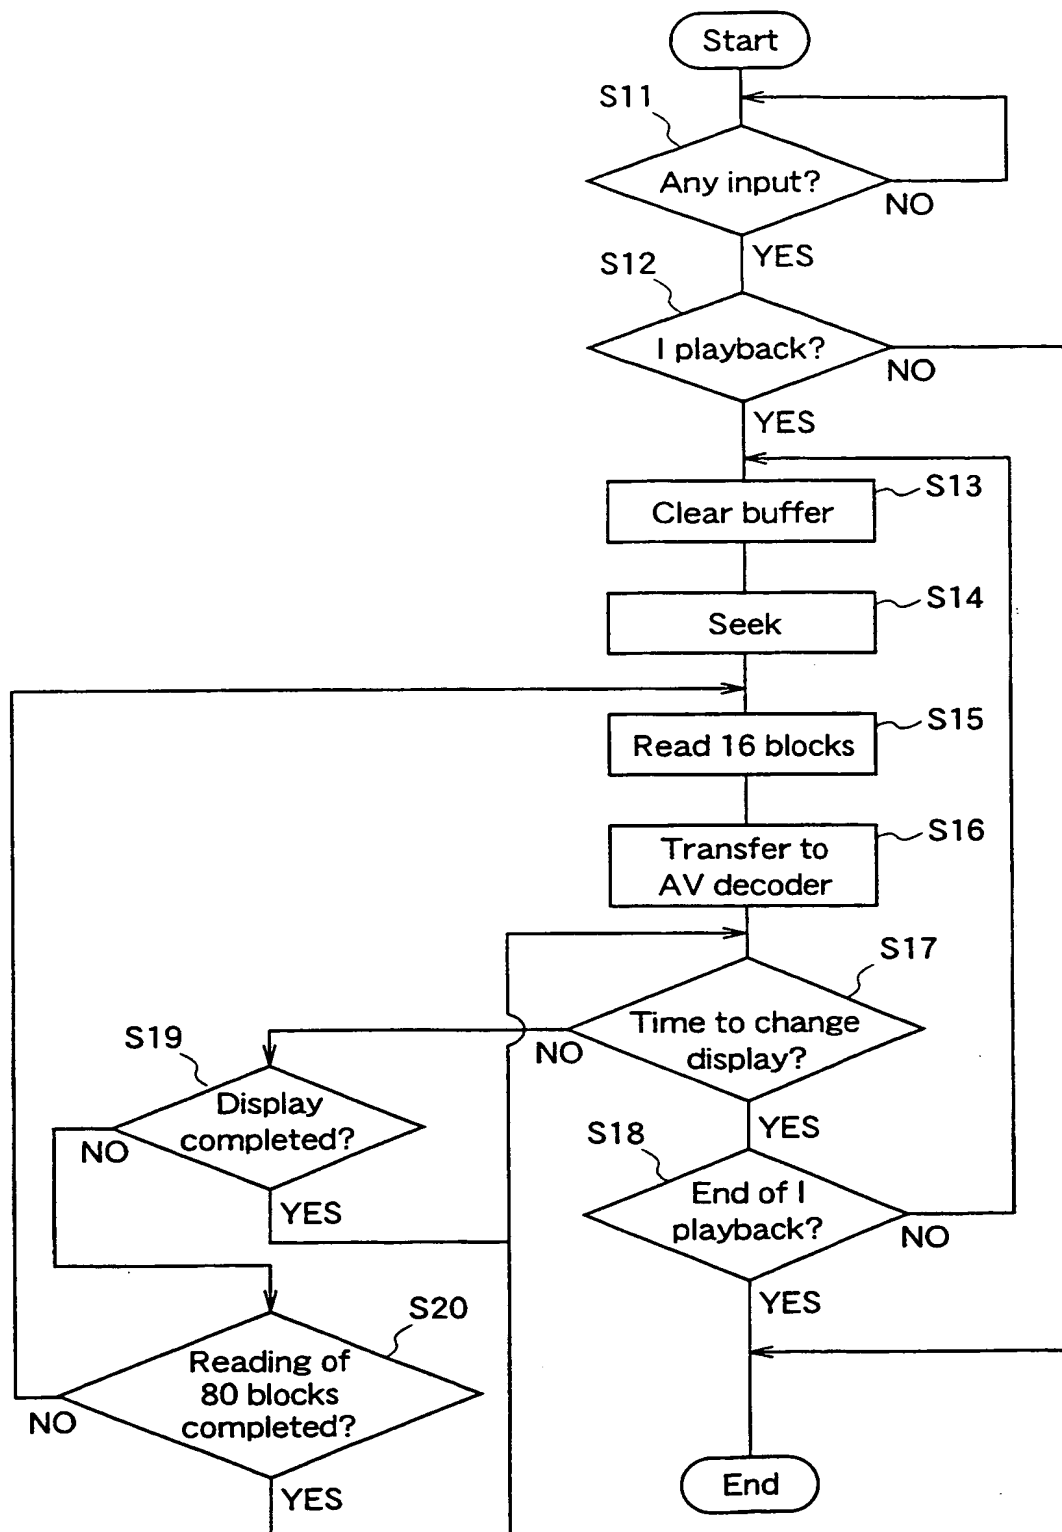 Start
S11
Any input?
NO
YES
S12
I playback?
NO
YES
S13
Clear buffer
S14
Seek
S15
Read 16 blocks
S16
Transfer to
AV decoder
S17
Time to change
display?
NO
YES
S19
Display
completed?
NO
YES
S18
End of I
playback?
NO
YES
S20
Reading of
80 blocks
completed?
NO
YES
End